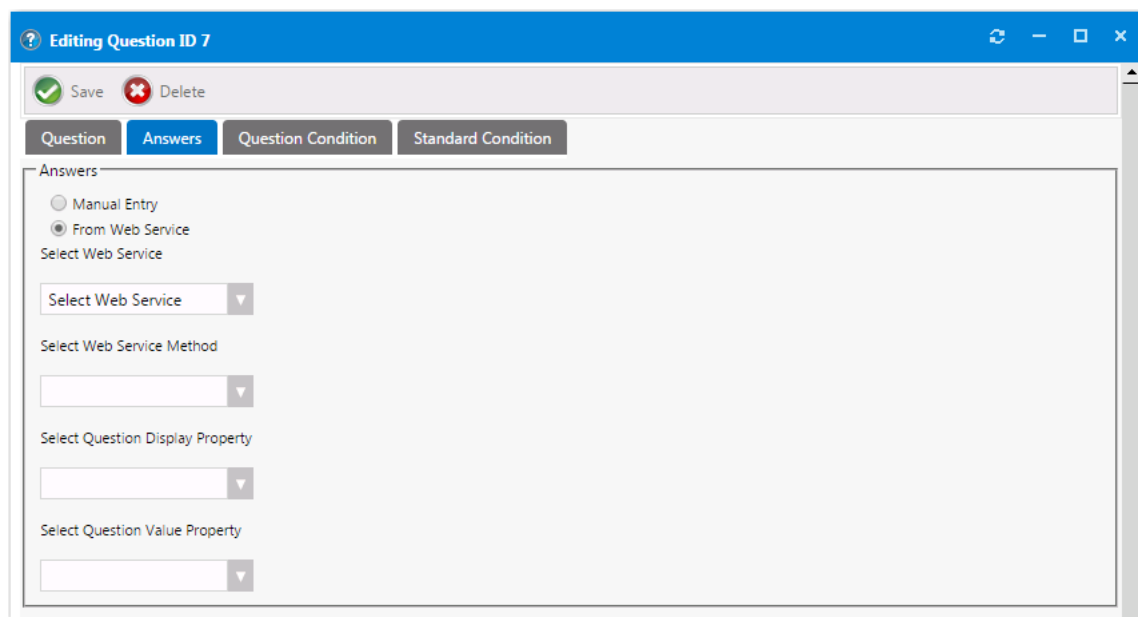 Editing Question ID 7
Save Delete
Question Answers Question Condition Standard Condition
Answers
Manual Entry
From Web Service
Select Web Service
Select Web Service
Select Web Service Method
Select Question Display Property
Select Question Value Property